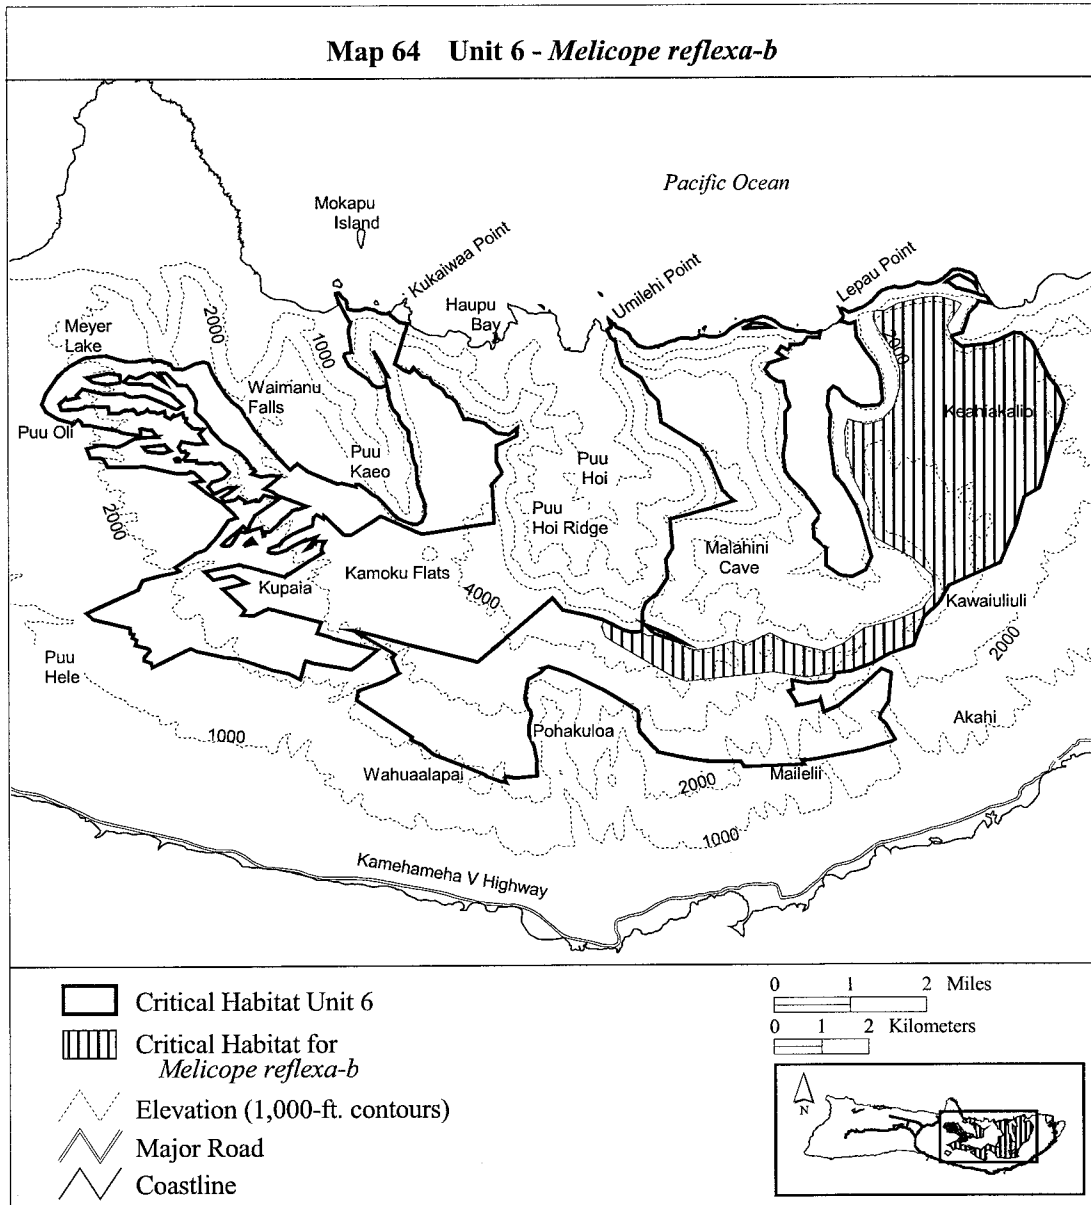 Map 64 Unit 6 - Melicope reflexa-b
Pacific Ocean
Mokapu
Island
Kukaiwaa Point
Haupu
Bay
Umilehi Point
Lepau Point
Meyer
Lake
2000
1000
2000
Waimanu
Falls
Puu Oli
Keahiakalio
Puu
Kaeo
Puu
Hoi
Puu
Hoi Ridge
2000
Malahini
Cave
Kamoku Flats
Kupaia
4000
Kawaiuliuli
2000
Puu
Hele
1000
Pohakuloa
Akahi
Wahuaalapai
2000
Mailelii
1000
Kamehameha V Highway
Critical Habitat Unit 6
Critical Habitat for
Melicope reflexa-b
Elevation (1,000-ft. contours)
Major Road
Coastline
0 1 2 Miles
0 1 2 Kilometers
N